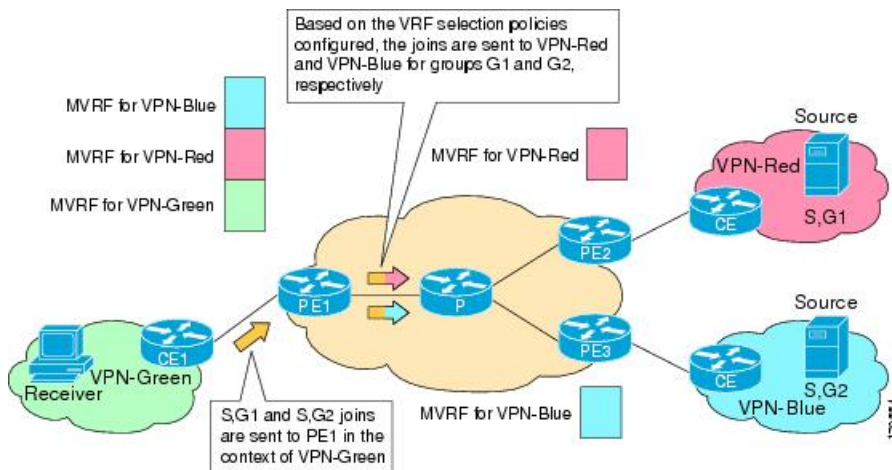 Based on the VRF selection policies
configured, the joins are sent to VPN-Red
and VPN-Blue for groups G1 and G2,
respectively
MVRF for VPN-Blue
MVRF for VPN-Red
MVRF for VPN-Green
MVRF for VPN-Red
Source
VPN-Red
S,G1
CE
PE2
PE1
P
CE1
VPN-Green
Receiver
PE3
Source
CE
S,G2
VPN-Blue
MVRF for VPN-Blue
S,G1 and S,G2 joins
are sent to PE1 in the
context of VPN-Green